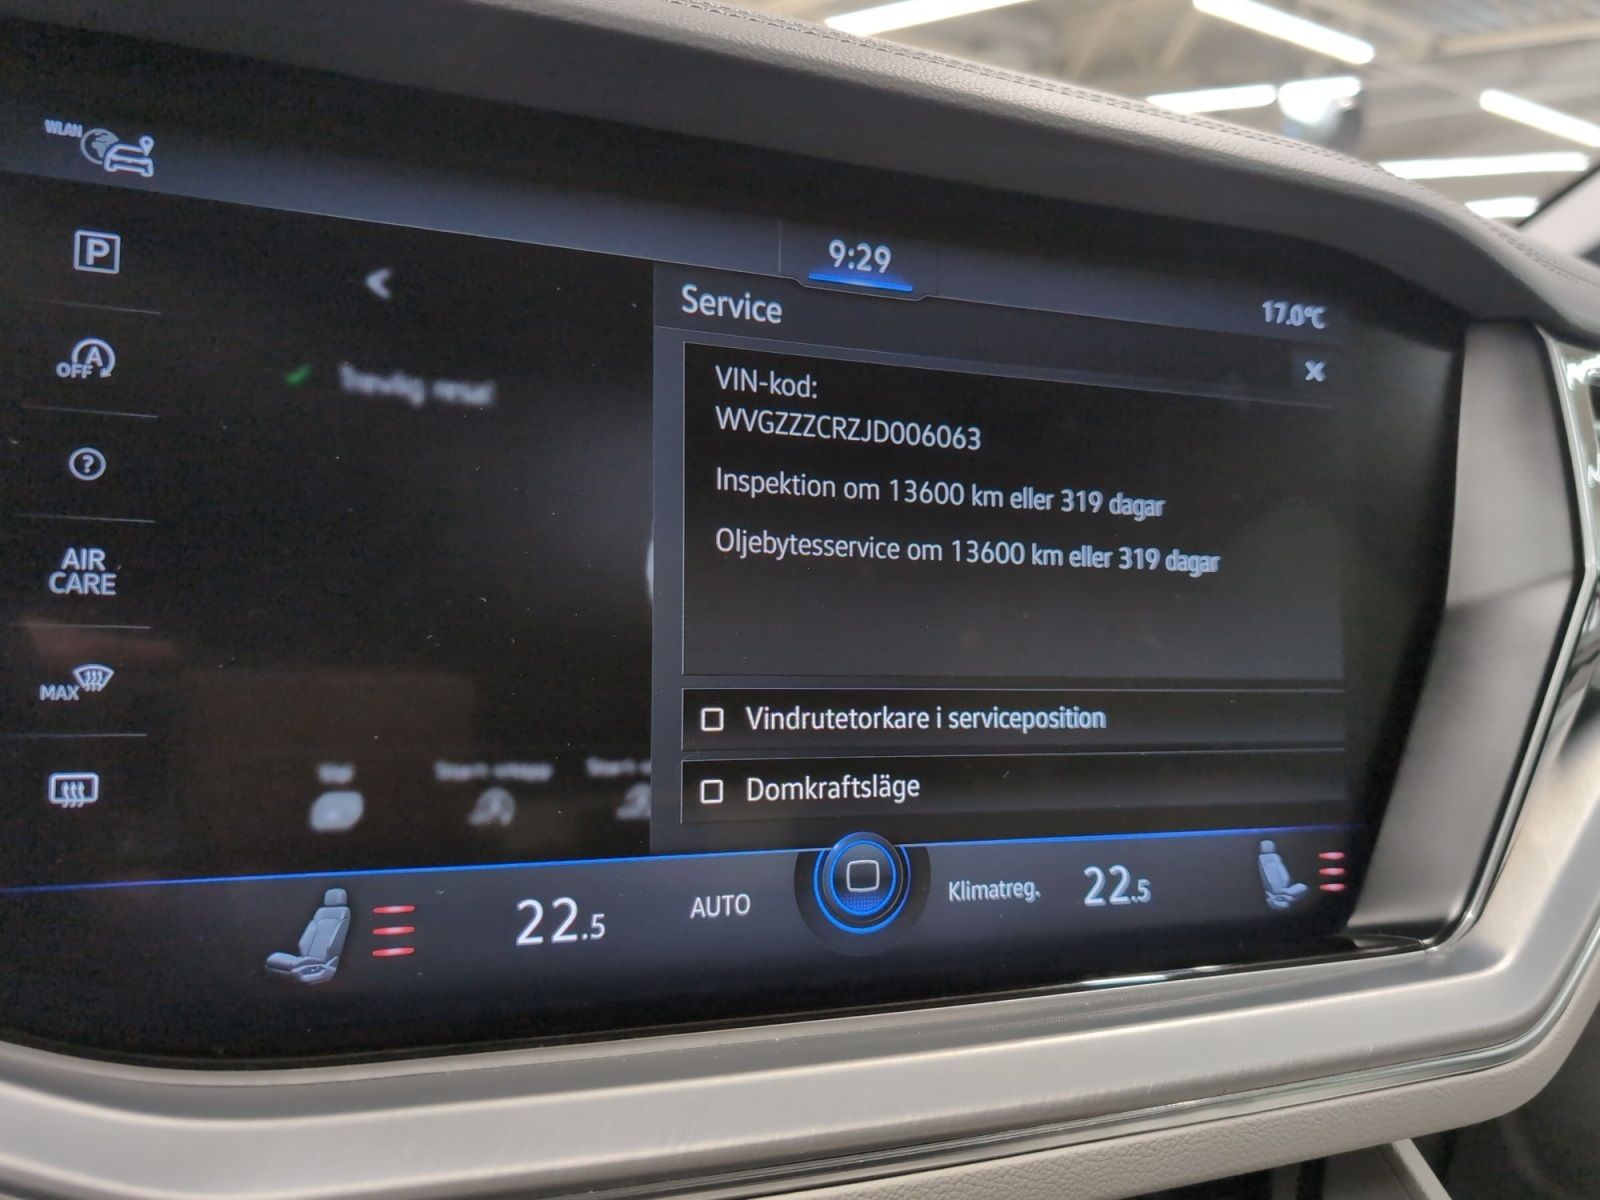 WLAN
9:29
17.0°C
P
A
OFF
?
AIR
CARE
MAX
Service
VIN-kod:
WVGZZZCRZJD006063
Inspektion om 13600 km eller 319 dagar
Oljebytesservice om 13600 km eller 319 dagar
Vindrutetorkare i serviceposition
Domkraftsläge
22.5
AUTO
Klimatreg.
22.5